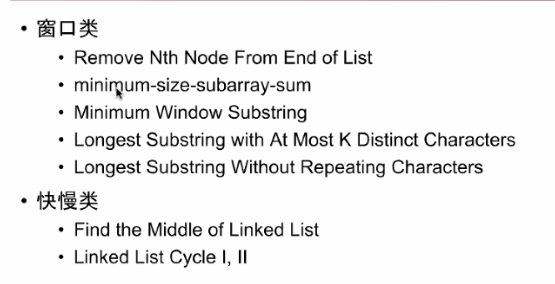 • 窗口类
• Remove Nth Node From End of List
• minimum-size-subarray-sum
• Minimum Window Substring
• Longest Substring with At Most K Distinct Characters
• Longest Substring Without Repeating Characters
• 快慢类
• Find the Middle of Linked List
• Linked List Cycle I, II